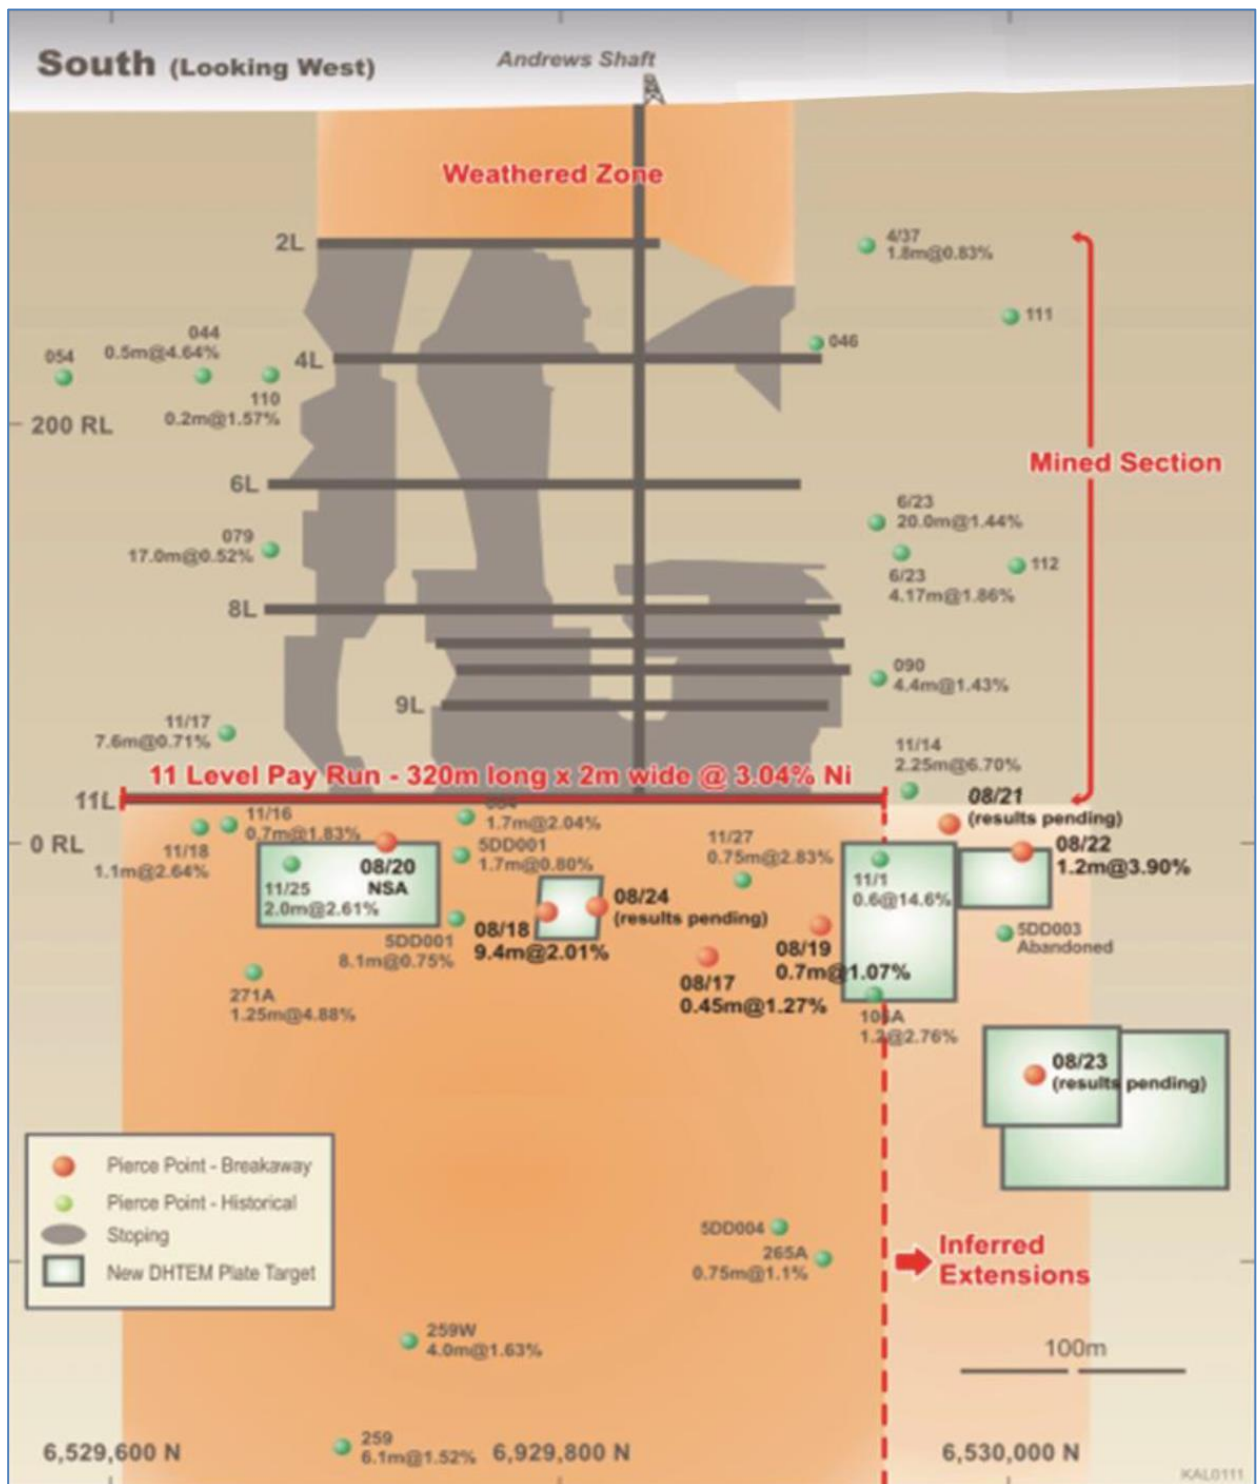 South (Looking West)
Andrews Shaft
Weathered Zone
2L
4/37
1.8m@0.83%
111
044
0.5m@4.64%
054
046
4L
110
0.2m@1.57%
200 RL
Mined Section
6L
6/23
20.0m@1.44%
079
17.0m@0.52%
112
6/23
4.17m@1.86%
8L
090
4.4m@1.43%
9L
11/17
7.6m@0.71%
11/14
2.25m@6.70%
11 Level Pay Run - 320m long x 2m wide @ 3.04% Ni
11L
08/21
(results pending)
11/16
0.7m@1.83%
1.7m@2.04%
0 RL
11/18
1.1m@2.64%
5DD001
1.7m@0.80%
11/27
0.75m@2.83%
08/22
1.2m@3.90%
08/20
NSA
11/25
2.0m@2.61%
11/1
0.6@14.6%
08/24
(results pending)
08/18
9.4m@2.01%
5DD001
8.1m@0.75%
5DD003
Abandoned
08/19
0.7m@1.07%
08/17
0.45m@1.27%
271A
1.25m@4.88%
1.2@2.76%
08/23
(results pending)
Pierce Point - Breakaway
Pierce Point - Historical
Stoping
New DHTEM Plate Target
5DD004
265A
0.75m@1.1%
Inferred
Extensions
259W
4.0m@1.63%
100m
259
6.1m@1.52%
6,529,600 N
6,929,800 N
6,530,000 N
KAL0111